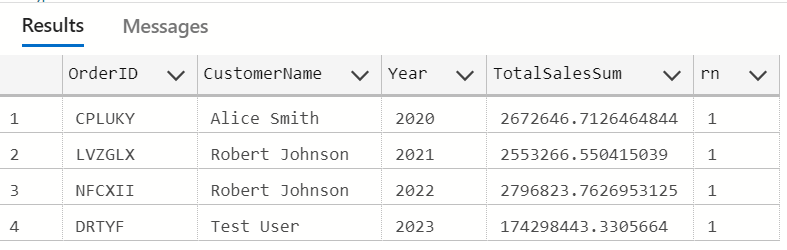 Results Messages
OrderID CustomerName Year TotalSalesSum rn
1 CPLUKY Alice Smith 2020 2672646.7126464844 1
2 LVZGLX Robert Johnson 2021 2553266.550415039 1
3 NFCXII Robert Johnson 2022 2796823.7626953125 1
4 DRTYF Test User 2023 174298443.3305664 1